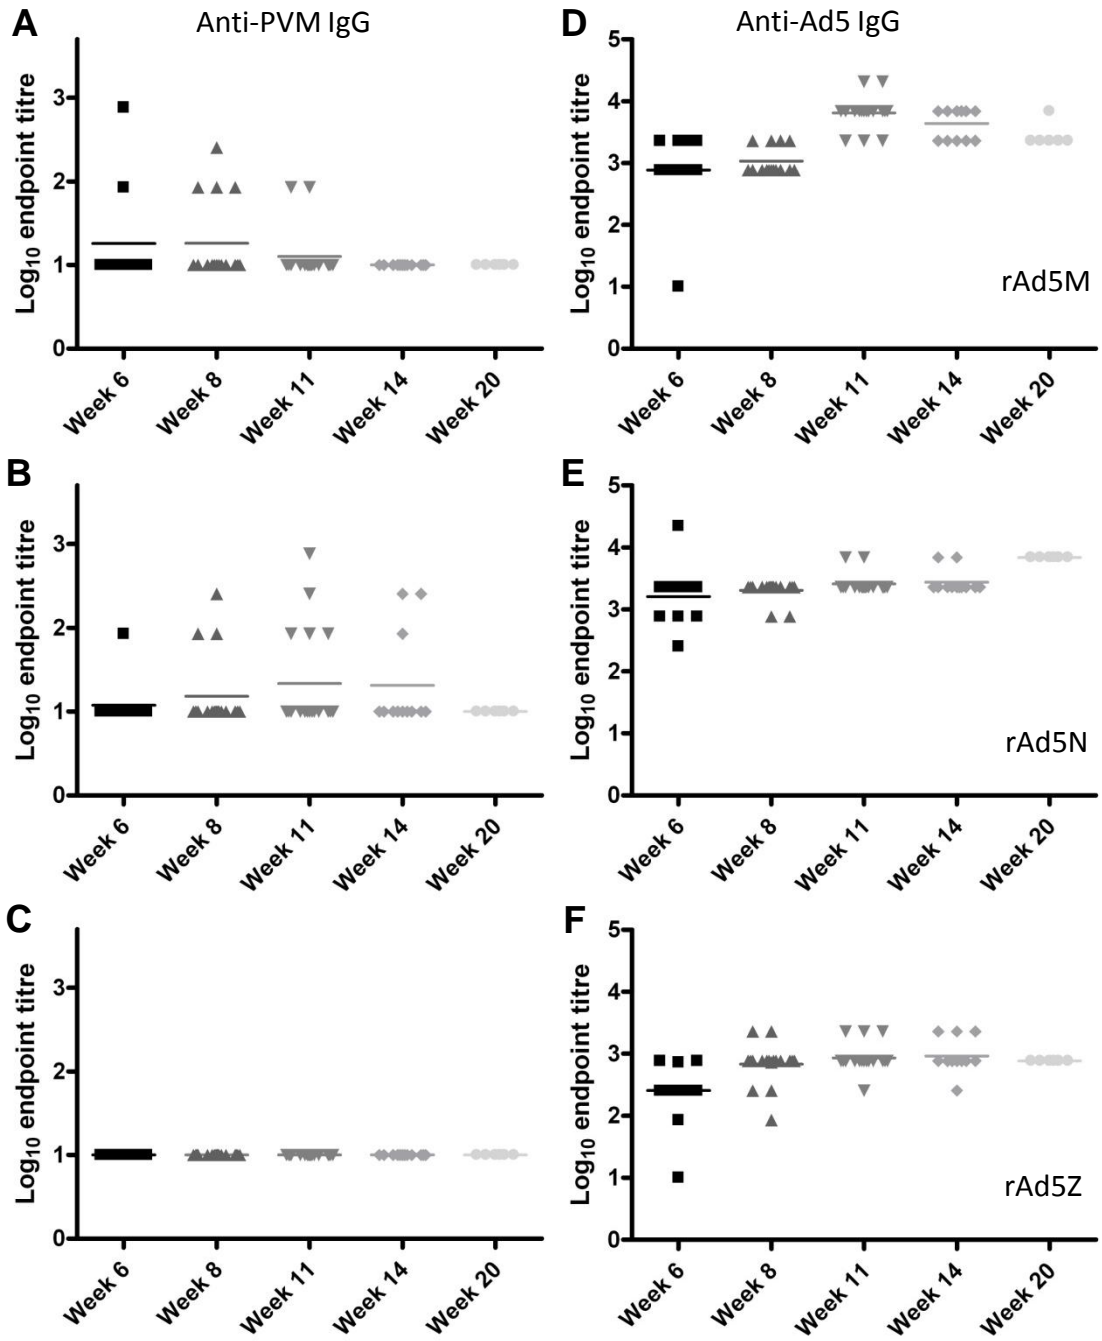 A
Anti-PVM IgG
Log10 endpoint titre
3
2
1
0
Week 6
Week 8
Week 11
Week 14
Week 20
D
Anti-Ad5 IgG
Log10 endpoint titre
5
4
3
2
1
0
rAd5M
Week 6
Week 8
Week 11
Week 14
Week 20
B
Log10 endpoint titre
3
2
1
0
Week 6
Week 8
Week 11
Week 14
Week 20
E
Log10 endpoint titre
5
4
3
2
1
0
rAd5N
Week 6
Week 8
Week 11
Week 14
Week 20
C
Log10 endpoint titre
3
2
1
0
Week 6
Week 8
Week 11
Week 14
Week 20
F
Log10 endpoint titre
5
4
3
2
1
0
rAd5Z
Week 6
Week 8
Week 11
Week 14
Week 20